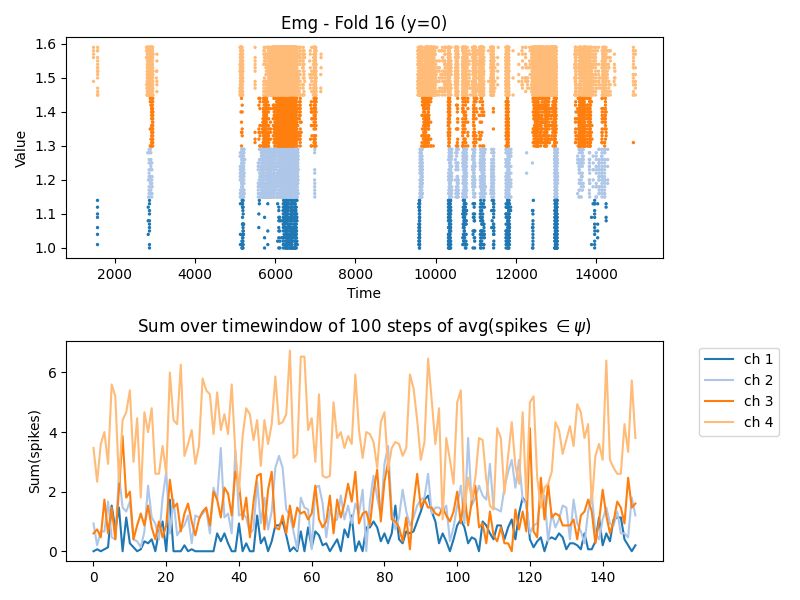 Emg - Fold 16 (y=0)
1.6
1.5
1.4
1.3
1.2
1.1
1.0
Value
2000 4000 6000 8000 10000 12000 14000
Time
Sum over timewindow of 100 steps of avg(spikes ∈ψ)
6
4
2
0
Sum(spikes)
0 20 40 60 80 100 120 140
ch 1
ch 2
ch 3
ch 4